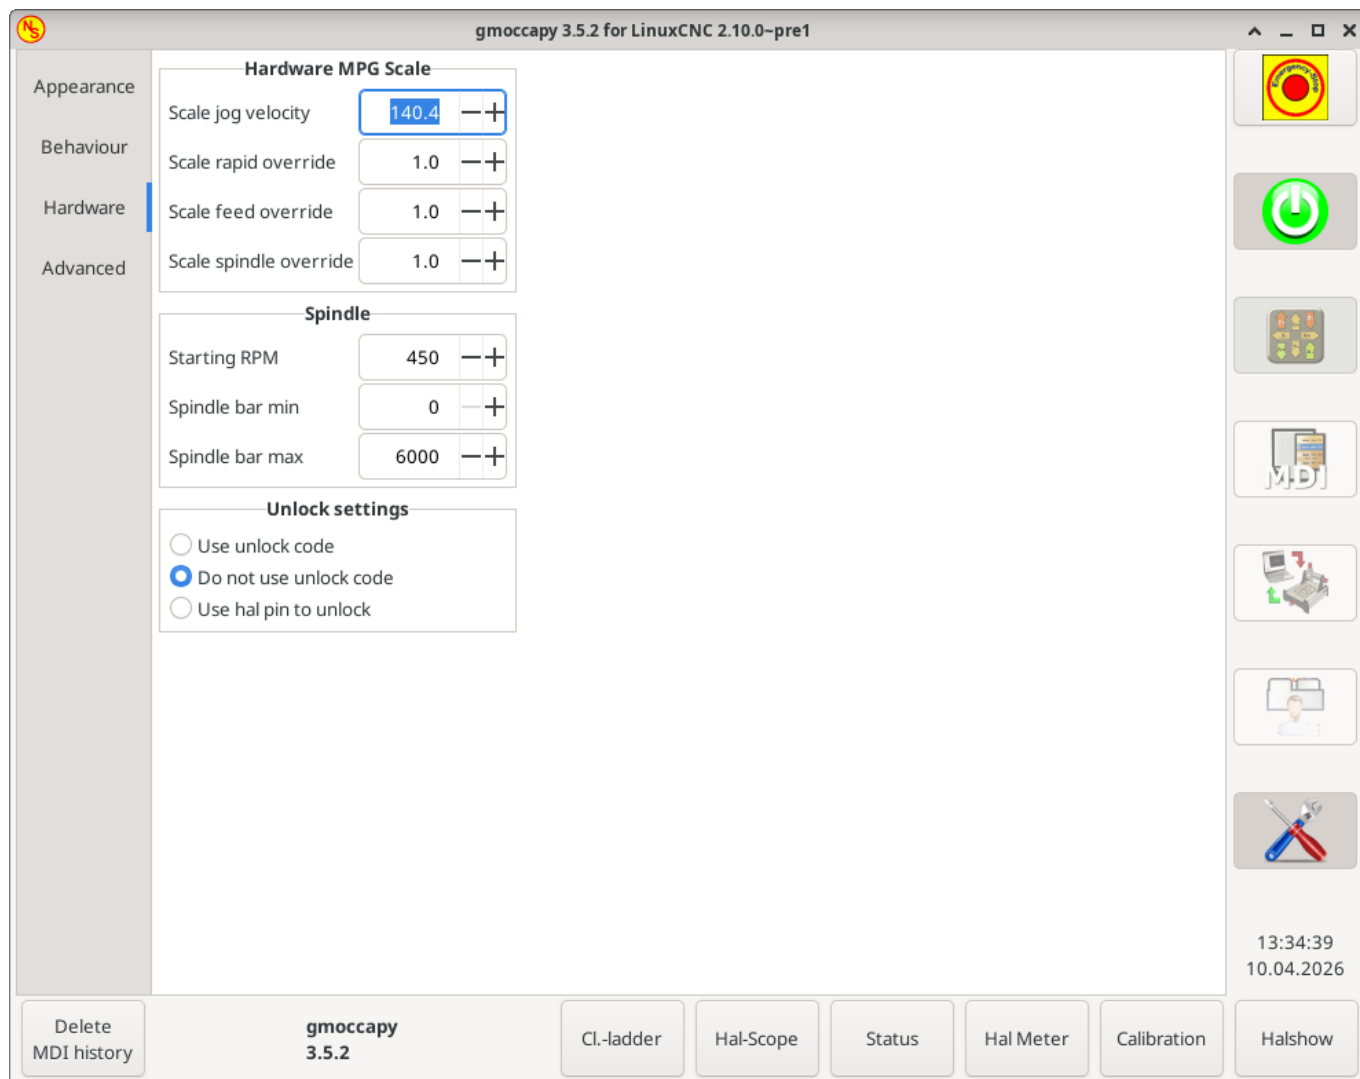 NS
gmoccapy 3.5.2 for LinuxCNC 2.10.0~pre1
Appearance
Behaviour
Hardware
Advanced
Hardware MPG Scale
Scale jog velocity 140.4
Scale rapid override 1.0
Scale feed override 1.0
Scale spindle override 1.0
Spindle
Starting RPM 450
Spindle bar min 0
Spindle bar max 6000
Unlock settings
Use unlock code
Do not use unlock code
Use hal pin to unlock
Emergency-Stop
MDI
13:34:39
10.04.2026
Delete
MDI history
gmoccapy
3.5.2
Cl.-ladder
Hal-Scope
Status
Hal Meter
Calibration
Halshow